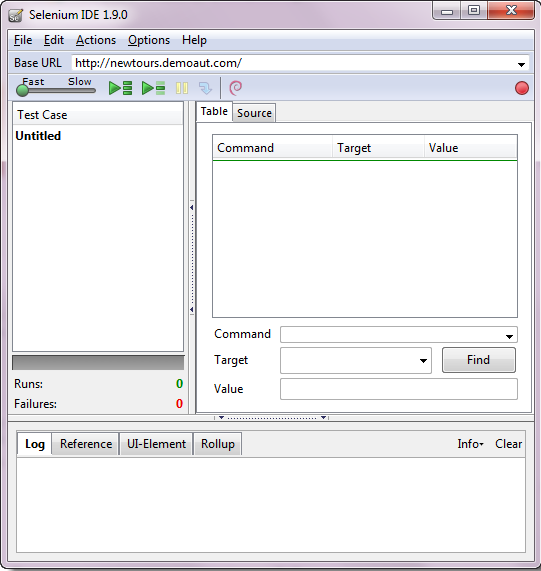 Selenium IDE 1.9.0
File Edit Actions Options Help
Base URL http://newtours.demoaut.com/
Fast Slow
Test Case
Untitled
Table Source
Command Target Value
Command
Target Find
Value
Runs: 0
Failures: 0
Log Reference UI-Element Rollup Info Clear